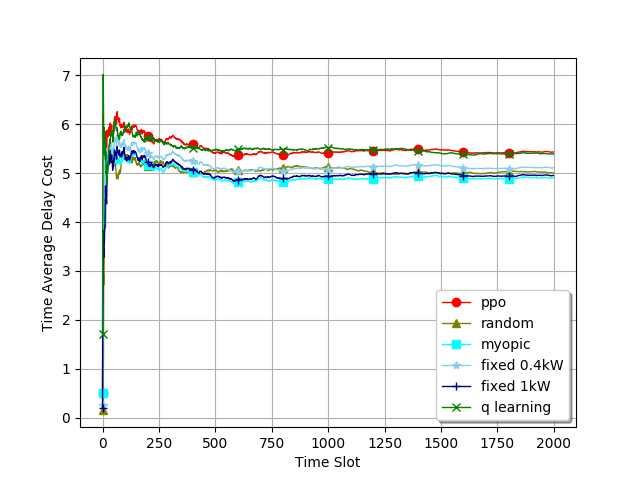 Time Average Delay Cost
7
6
5
4
3
2
1
0
0 250 500 750 1000 1250 1500 1750 2000
Time Slot
ppo
random
myopic
fixed 0.4kW
fixed 1kW
q learning